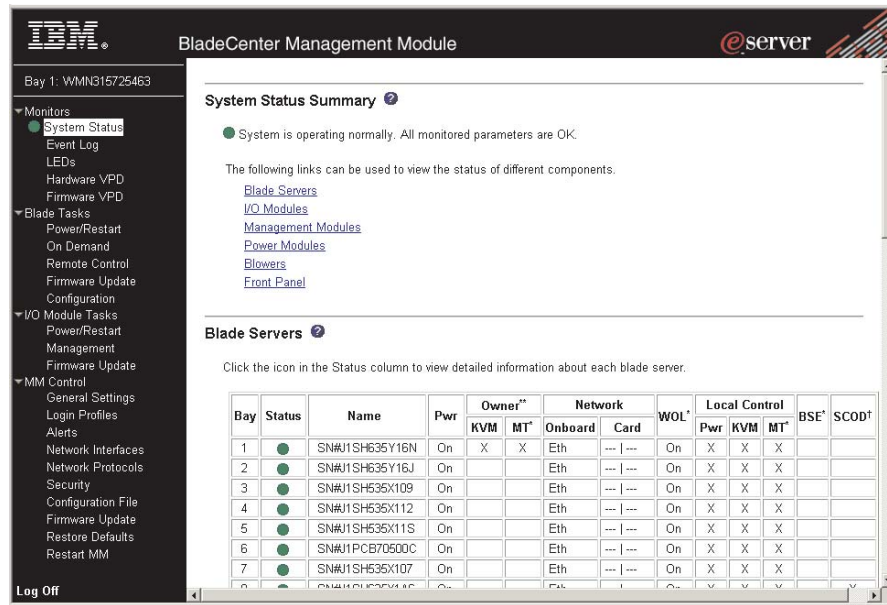 IBM.
BladeCenter Management Module
eserver
Bay 1: WMN315725463
Monitors
System Status
Event Log
LEDs
Hardware VPD
Firmware VPD
Blade Tasks
Power/Restart
On Demand
Remote Control
Firmware Update
Configuration
I/O Module Tasks
Power/Restart
Management
Firmware Update
MM Control
General Settings
Login Profiles
Alerts
Network Interfaces
Network Protocols
Security
Configuration File
Firmware Update
Restore Defaults
Restart MM
Log Off
System Status Summary ?
System is operating normally. All monitored parameters are OK.
The following links can be used to view the status of different components.
Blade Servers
I/O Modules
Management Modules
Power Modules
Blowers
Front Panel
Blade Servers ?
Click the icon in the Status column to view detailed information about each blade server.
Bay Status Name Pwr Owner** Network WOL* Local Control BSE* SCOD†
KVM MT* Onboard Card Pwr KVM MT*
1 SN#J1SH635Y16N On X X Eth --- | --- On X X X
2 SN#J1SH635Y16J On Eth --- | --- On X X X
3 SN#J1SH535X109 On Eth --- | --- On X X X
4 SN#J1SH535X112 On Eth --- | --- On X X X
5 SN#J1SH535X11S On Eth --- | --- On X X X
6 SN#J1PCB70500C On Eth --- | --- On X X X
7 SN#J1SH535X107 On Eth --- | --- On X X X